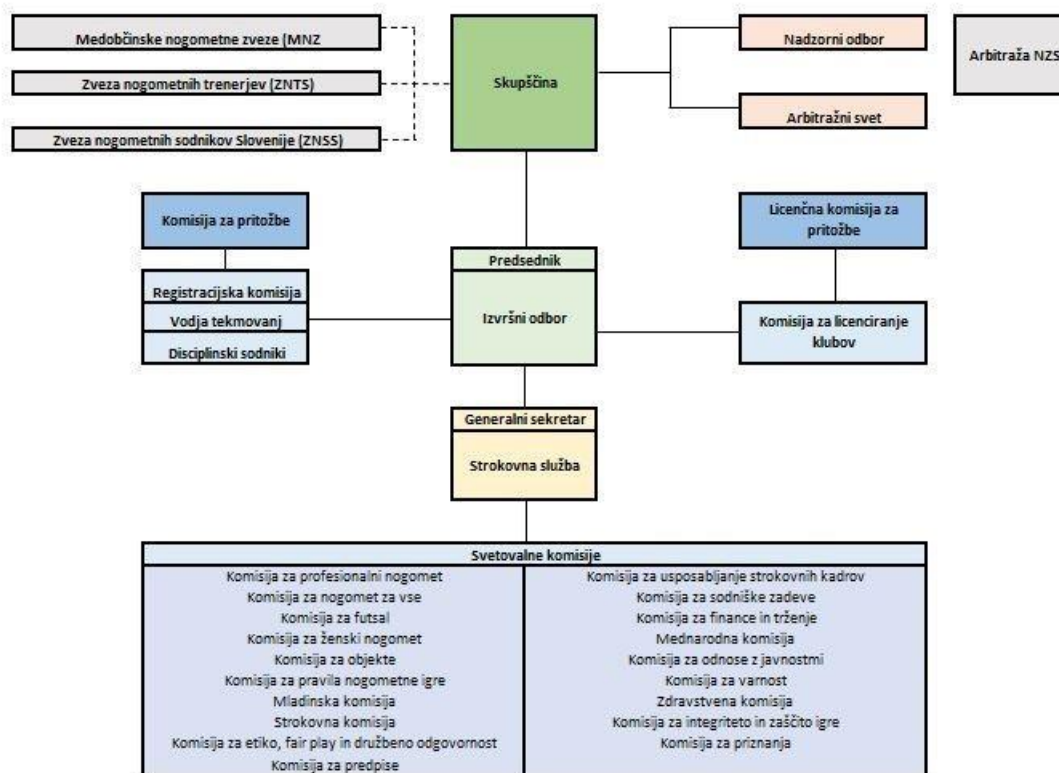 Medobčinske nogometne zveze (MNZ
Zveza nogometnih trenerjev (ZNTS)
Zveza nogometnih sodnikov Slovenije (ZNSS)
Skupščina
Nadzorni odbor
Arbitražni svet
Arbitraža NZS
Komisija za pritožbe
Registracijska komisija
Vodja tekmovanj
Disciplinski sodniki
Predsednik
Izvršni odbor
Licenčna komisija za
pritožbe
Komisija za licenciranje
klubov
Generalni sekretar
Strokovna služba
Svetovalne komisije
Komisija za profesionalni nogomet
Komisija za nogomet za vse
Komisija za futsal
Komisija za ženski nogomet
Komisija za objekte
Komisija za pravila nogometne igre
Mladinska komisija
Strokovna komisija
Komisija za etiko, fair play in družbeno odgovornost
Komisija za predpise
Komisija za usposabljanje strokovnih kadrov
Komisija za sodniške zadeve
Komisija za finance in trženje
Mednarodna komisija
Komisija za odnose z javnostmi
Komisija za varnost
Zdravstvena komisija
Komisija za integriteto in zaščito igre
Komisija za priznanja